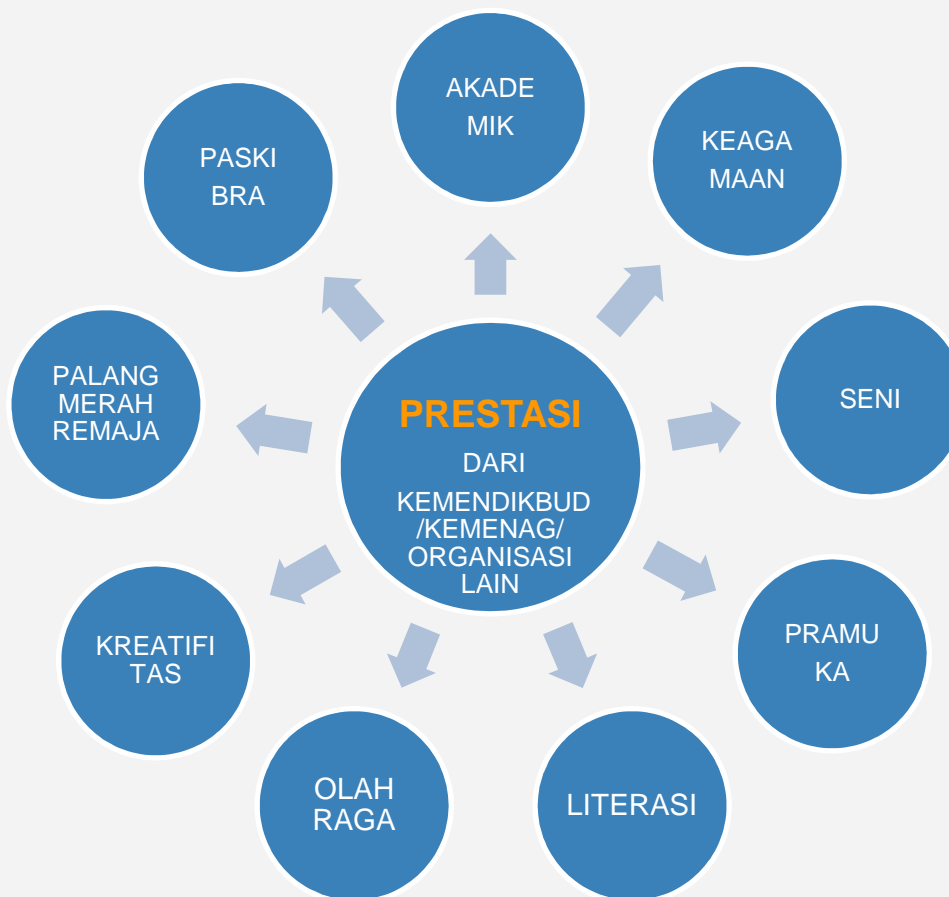 AKADE
MIK
KEAGA
MAAN
SENI
PRAMU
KA
LITERASI
OLAH
RAGA
KREATIFI
TAS
PALANG
MERAH
REMAJA
PASKI
BRA
PRESTASI
DARI
KEMENDIKBUD
/KEMENAG/
ORGANISASI
LAIN